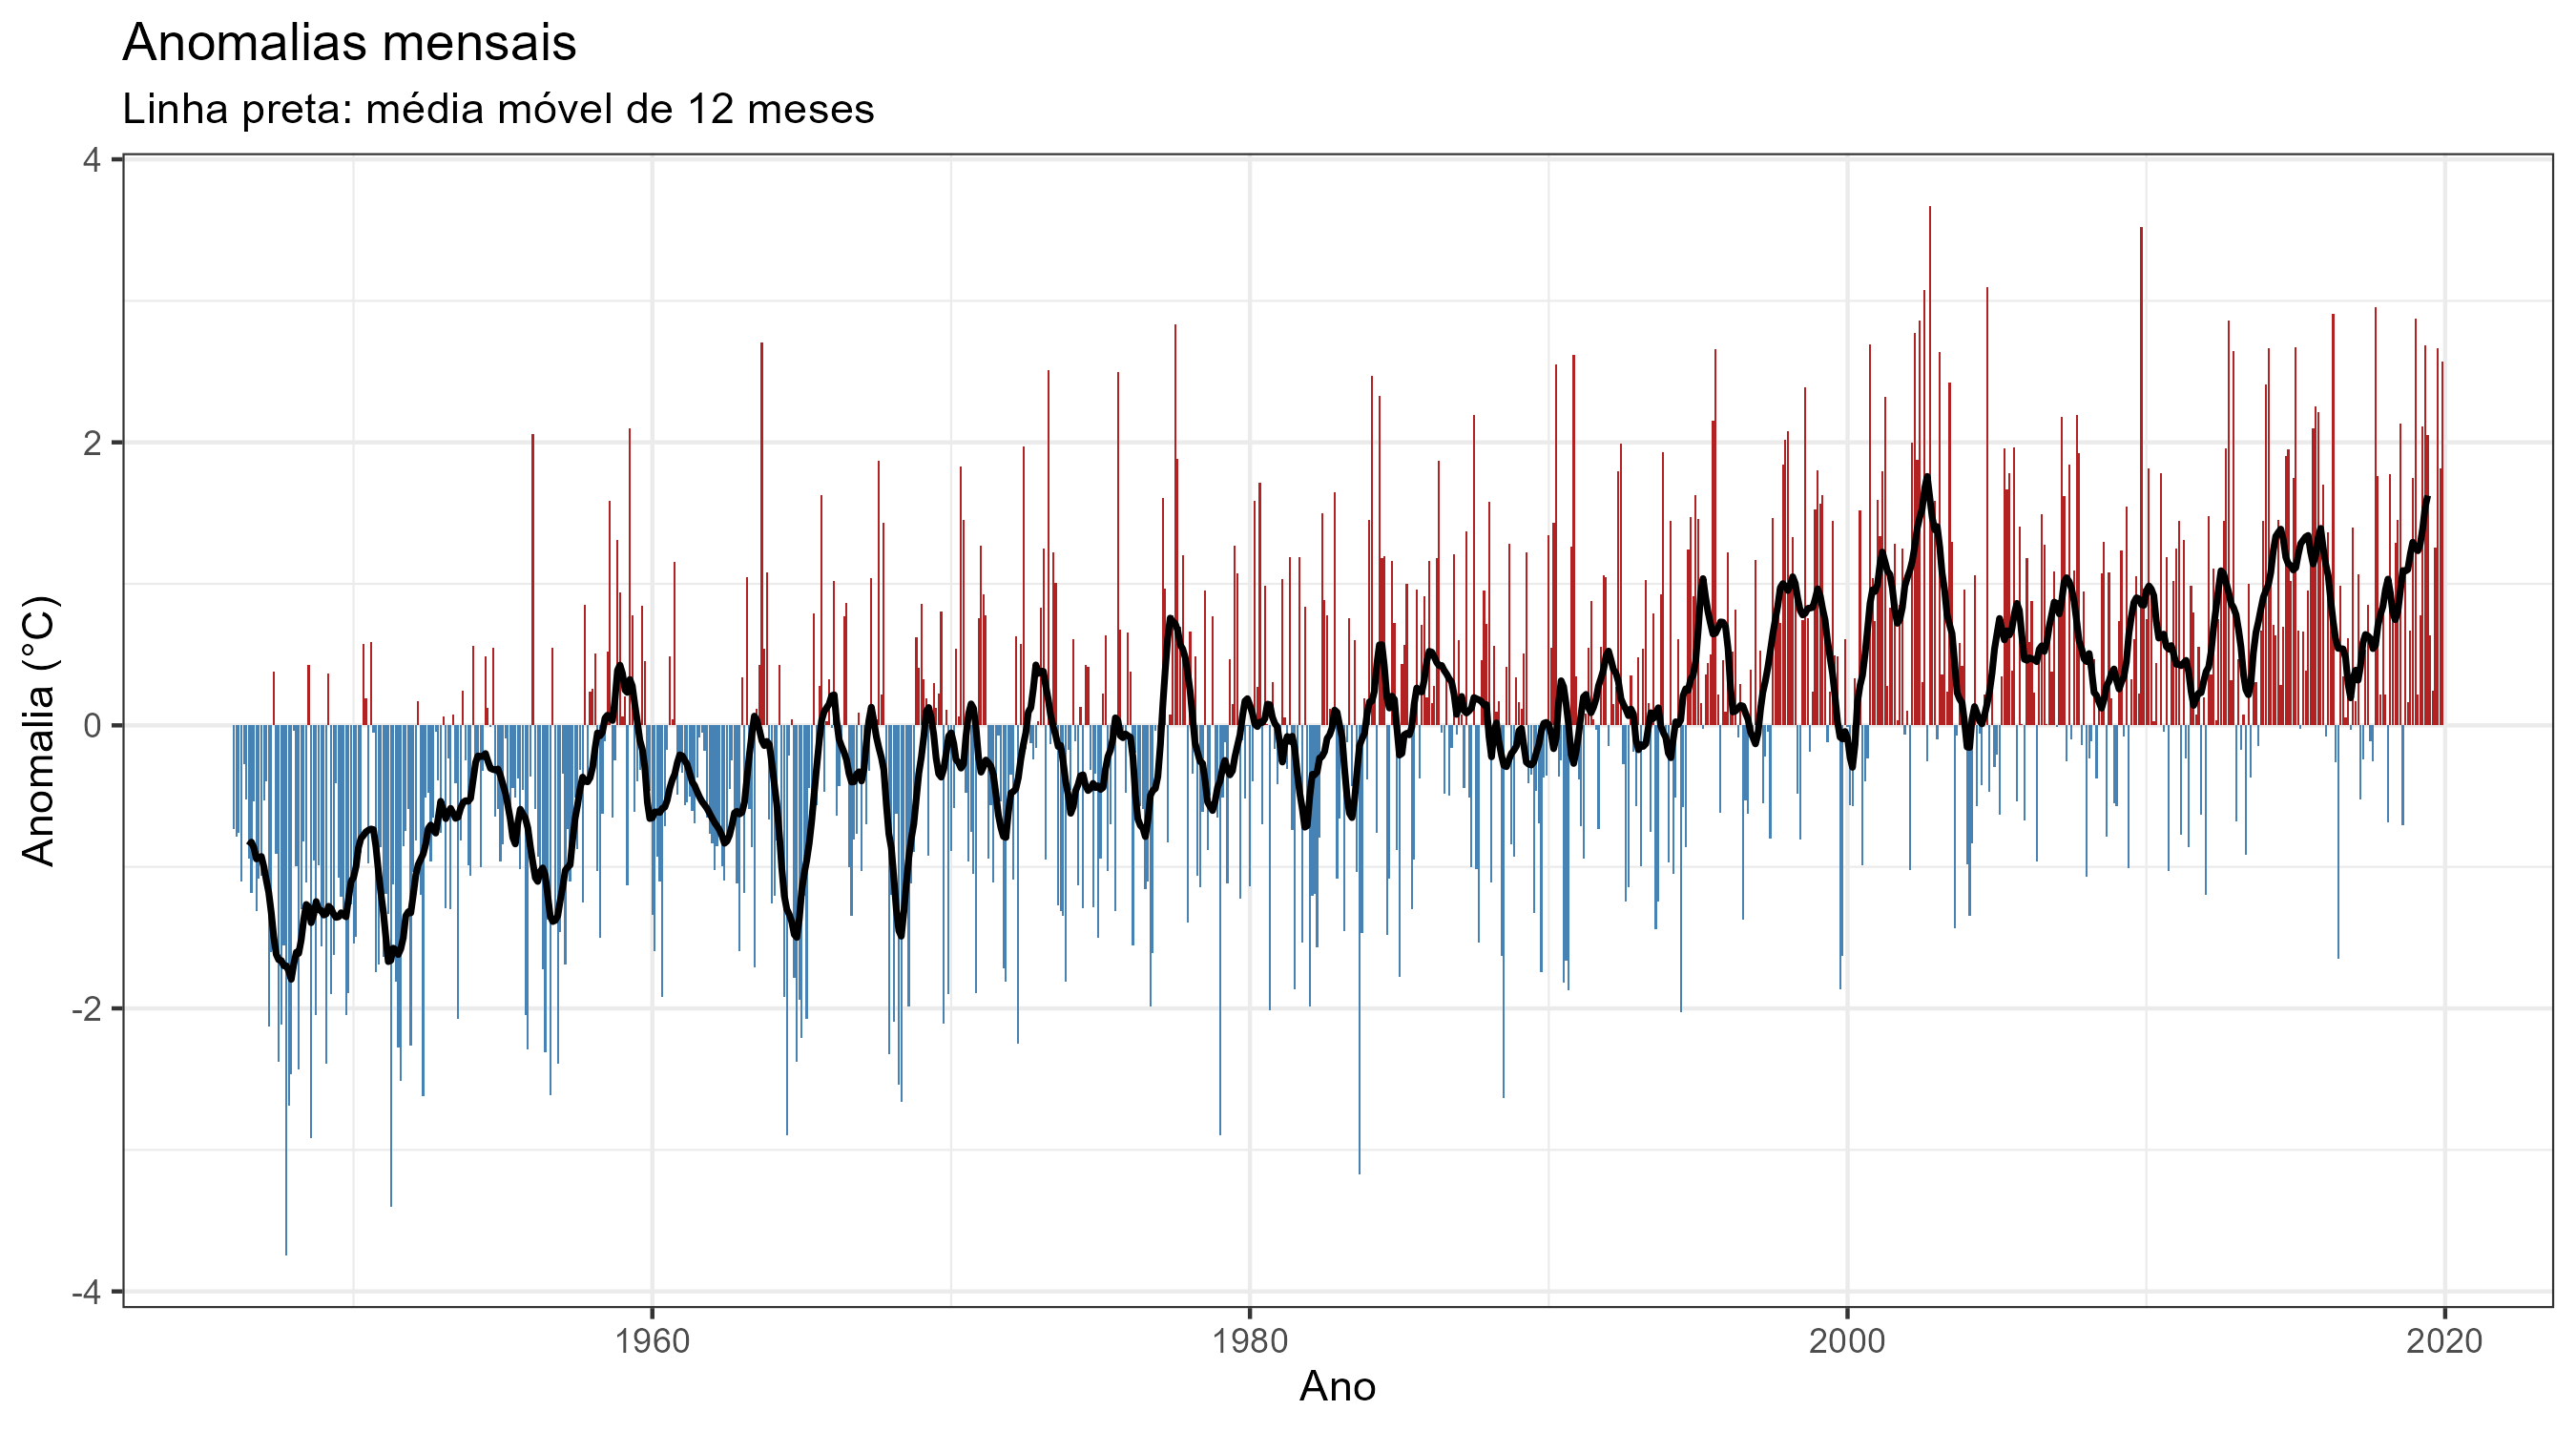 Anomalias mensais
Linha preta: média móvel de 12 meses
4
2
0
-2
-4
Anomalia (°C)
1960
1980
2000
2020
Ano